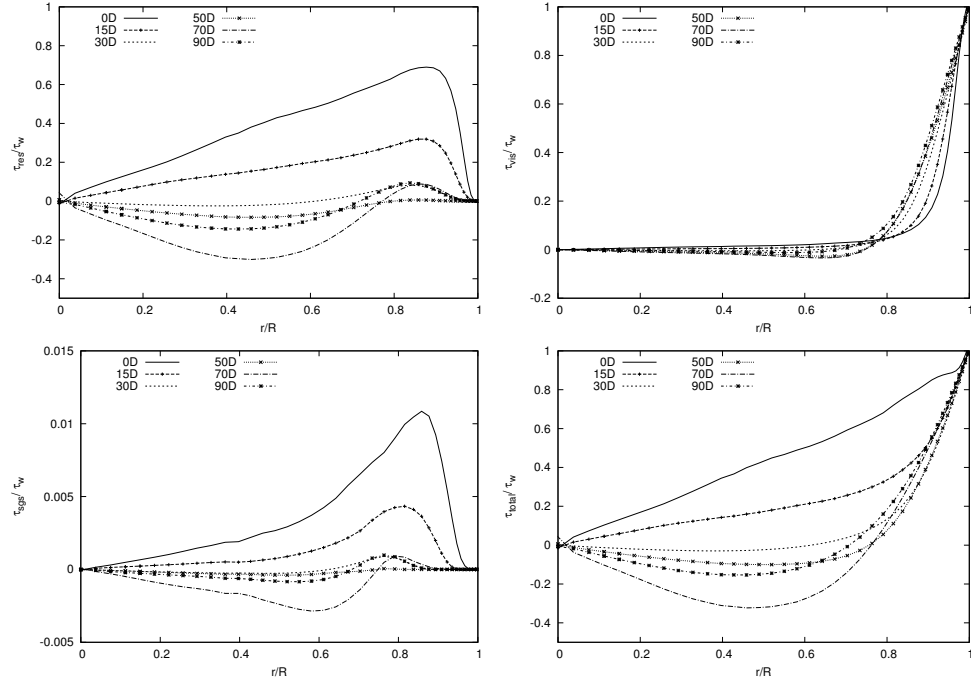 1
0.8
0.6
0.4
0.2
0
-0.2
-0.4
0 0.2 0.4 0.6 0.8 1
τres/τw
r/R
0D
15D
30D
50D
70D
90D
1
0.8
0.6
0.4
0.2
0
-0.2
0 0.2 0.4 0.6 0.8 1
τvis/τw
r/R
0D
15D
30D
50D
70D
90D
0.015
0.01
0.005
0
-0.005
0 0.2 0.4 0.6 0.8 1
τsgs/τw
r/R
0D
15D
30D
50D
70D
90D
1
0.8
0.6
0.4
0.2
0
-0.2
-0.4
0 0.2 0.4 0.6 0.8 1
τtotal/τw
r/R
0D
15D
30D
50D
70D
90D